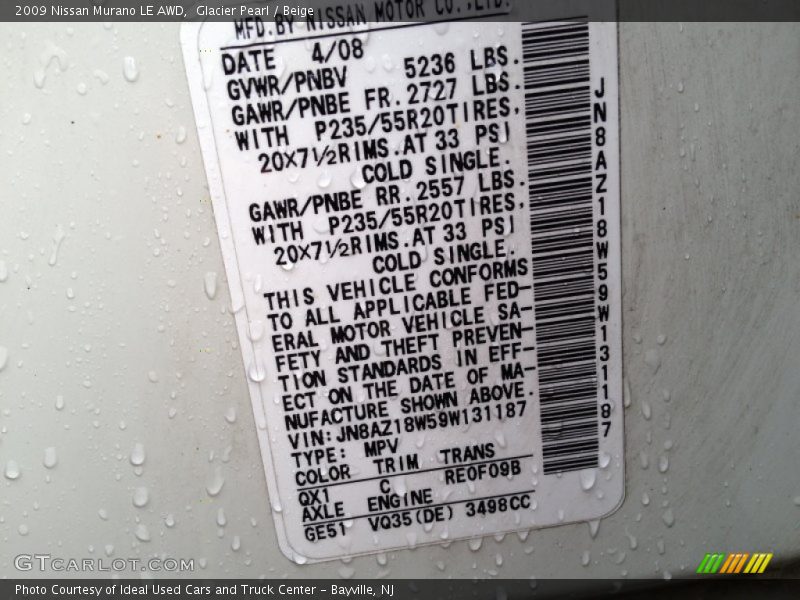 2009 Nissan Murano LE AWD, Glacier Pearl / Beige
MFD.BY NISSAN MOTOR CO.,LTD.
DATE 4/08
GVWR/PNBV 5236 LBS.
GAWR/PNBE FR.2727 LBS.
WITH P235/55R20TIRES,
20X7½RIMS.AT 33 PSI
COLD SINGLE.
GAWR/PNBE RR.2557 LBS.
WITH P235/55R20TIRES,
20X7½RIMS.AT 33 PSI
COLD SINGLE.
THIS VEHICLE CONFORMS
TO ALL APPLICABLE FED-
ERAL MOTOR VEHICLE SA-
FETY AND THEFT PREVEN-
TION STANDARDS IN EFF-
ECT ON THE DATE OF MA-
NUFACTURE SHOWN ABOVE.
VIN:JN8AZ18W59W131187
TYPE: MPV
COLOR TRIM TRANS
QX1 C RE0F09B
AXLE ENGINE
GE51 VQ35(DE) 3498CC
JN8AZ18W59W131187
GTCARLOT.COM
Photo Courtesy of Ideal Used Cars and Truck Center – Bayville, NJ